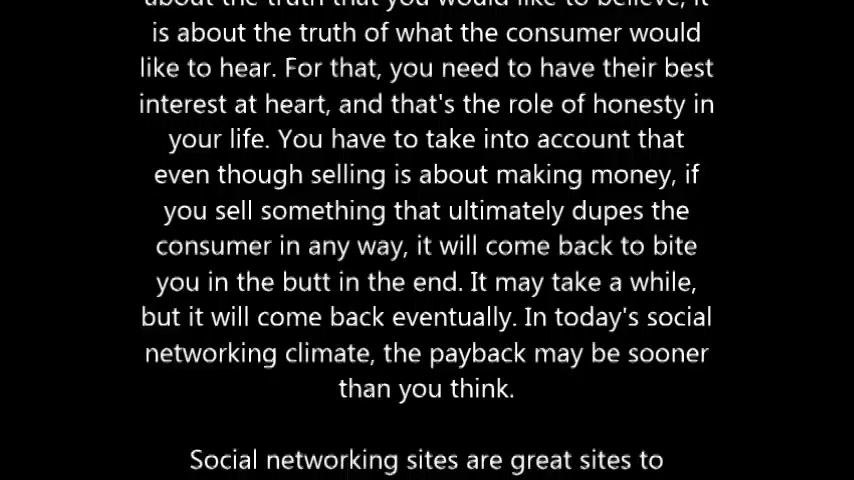 about the truth that you would like to believe, it
is about the truth of what the consumer would
like to hear. For that, you need to have their best
interest at heart, and that's the role of honesty in
your life. You have to take into account that
even though selling is about making money, if
you sell something that ultimately dupes the
consumer in any way, it will come back to bite
you in the butt in the end. It may take a while,
but it will come back eventually. In today's social
networking climate, the payback may be sooner
than you think.
Social networking sites are great sites to